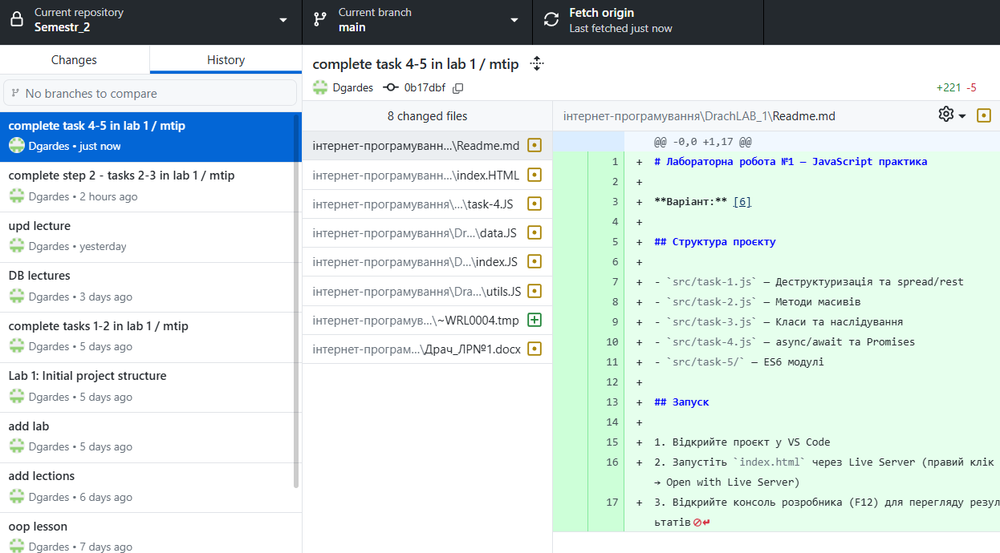 Current repository
Semestr_2
Current branch
main
Fetch origin
Last fetched just now
Changes
History
No branches to compare
complete task 4-5 in lab 1 / mtip
Dgardes • just now
complete step 2 - tasks 2-3 in lab 1 / mtip
Dgardes • 2 hours ago
upd lecture
Dgardes • yesterday
DB lectures
Dgardes • 3 days ago
complete tasks 1-2 in lab 1 / mtip
Dgardes • 5 days ago
Lab 1: Initial project structure
Dgardes • 5 days ago
add lab
Dgardes • 5 days ago
add lections
Dgardes • 6 days ago
oop lesson
Dgardes • 7 days ago
complete task 4-5 in lab 1 / mtip
Dgardes 0b17dbf
+221 -5
8 changed files
інтернет-програмуванн...\Readme.md
інтернет-програмуванн...\index.HTML
інтернет-програмування\...\task-4.JS
інтернет-програмування\Dr...\data.JS
інтернет-програмування\D...\index.JS
інтернет-програмування\Dra...\utils.JS
інтернет-програмув...\~WRL0004.tmp
інтернет-програм...\Драч_ЛР№1.docx
інтернет-програмування\DrachLAB_1\Readme.md
@@ -0,0 +1,17 @@
1 + # Лабораторна робота №1 — JavaScript практика
2 +
3 + **Варіант:** [6]
4 +
5 + ## Структура проєкту
6 +
7 + - `src/task-1.js` — Деструктуризація та spread/rest
8 + - `src/task-2.js` — Методи масивів
9 + - `src/task-3.js` — Класи та наслідування
10 + - `src/task-4.js` — async/await та Promises
11 + - `src/task-5/` — ES6 модулі
12 +
13 + ## Запуск
14 +
15 + 1. Відкрийте проєкт у VS Code
16 + 2. Запустіть `index.html` через Live Server (правий клік
→ Open with Live Server)
17 + 3. Відкрийте консоль розробника (F12) для перегляду резул
ьтатів